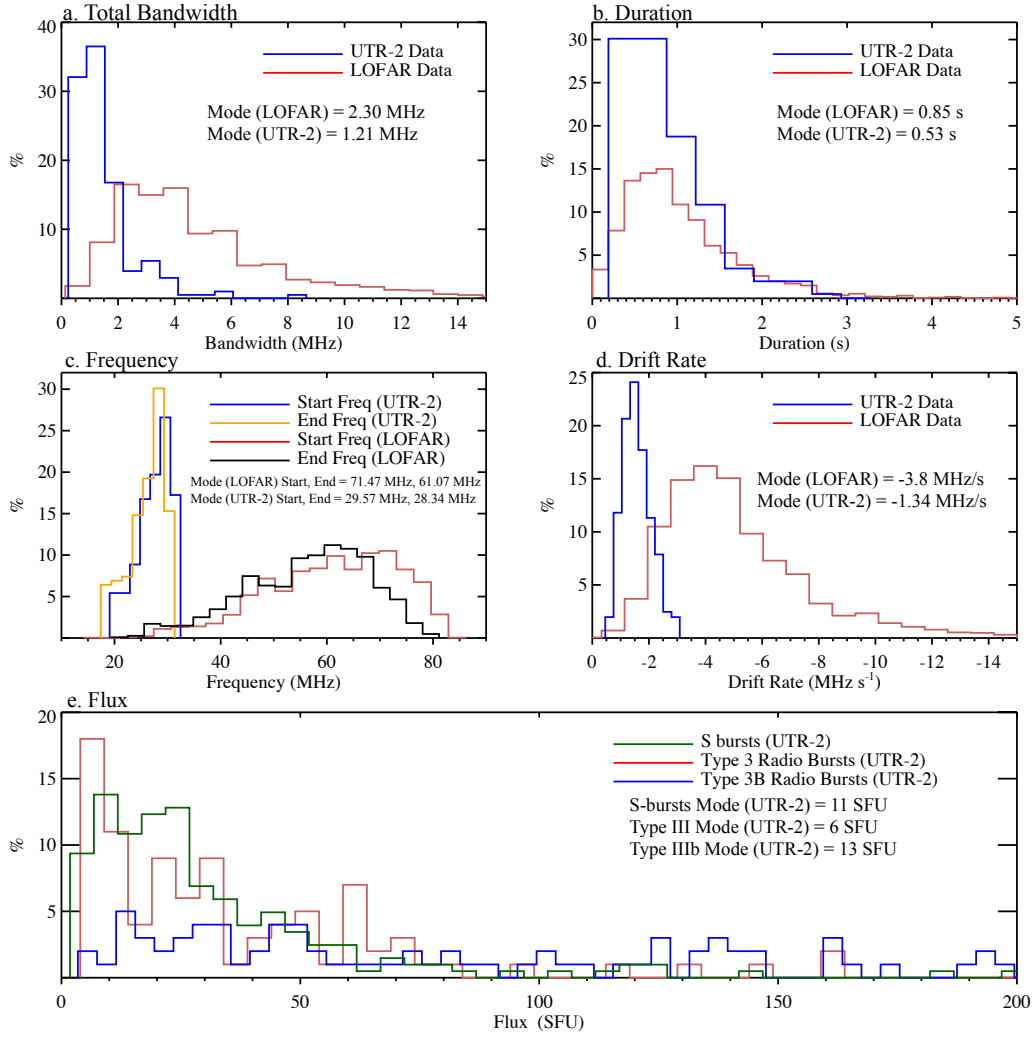 a. Total Bandwidth
UTR-2 Data
LOFAR Data
Mode (LOFAR) = 2.30 MHz
Mode (UTR-2) = 1.21 MHz
%
40
30
20
10
0 2 4 6 8 10 12 14
Bandwidth (MHz)
b. Duration
UTR-2 Data
LOFAR Data
Mode (LOFAR) = 0.85 s
Mode (UTR-2) = 0.53 s
%
30
25
20
15
10
5
0 1 2 3 4 5
Duration (s)
c. Frequency
Start Freq (UTR-2)
End Freq (UTR-2)
Start Freq (LOFAR)
End Freq (LOFAR)
Mode (LOFAR) Start, End = 71.47 MHz, 61.07 MHz
Mode (UTR-2) Start, End = 29.57 MHz, 28.34 MHz
%
30
25
20
15
10
5
20 40 60 80
Frequency (MHz)
d. Drift Rate
UTR-2 Data
LOFAR Data
Mode (LOFAR) = -3.8 MHz/s
Mode (UTR-2) = -1.34 MHz/s
%
25
20
15
10
5
0 -2 -4 -6 -8 -10 -12 -14
Drift Rate (MHz s⁻¹)
e. Flux
S bursts (UTR-2)
Type 3 Radio Bursts (UTR-2)
Type 3B Radio Bursts (UTR-2)
S-bursts Mode (UTR-2) = 11 SFU
Type III Mode (UTR-2) = 6 SFU
Type IIIb Mode (UTR-2) = 13 SFU
%
20
15
10
5
0 50 100 150 200
Flux (SFU)